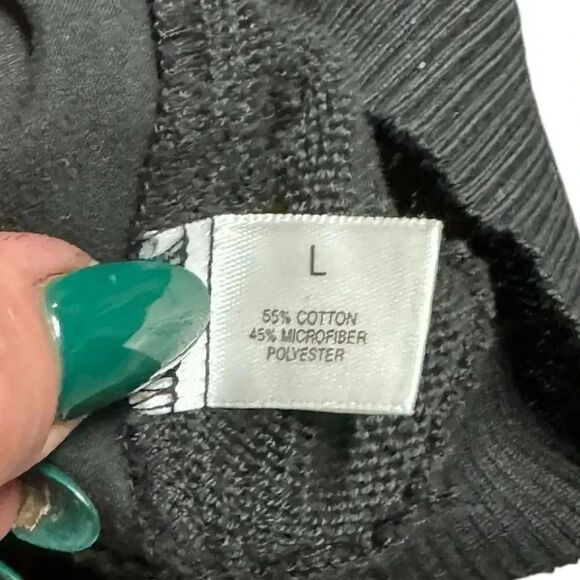 L
55% COTTON
45% MICROFIBER
POLYESTER